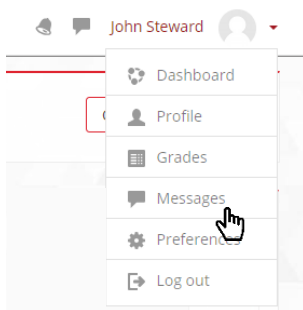 John Steward
Dashboard
Profile
Grades
Messages
Preferences
Log out